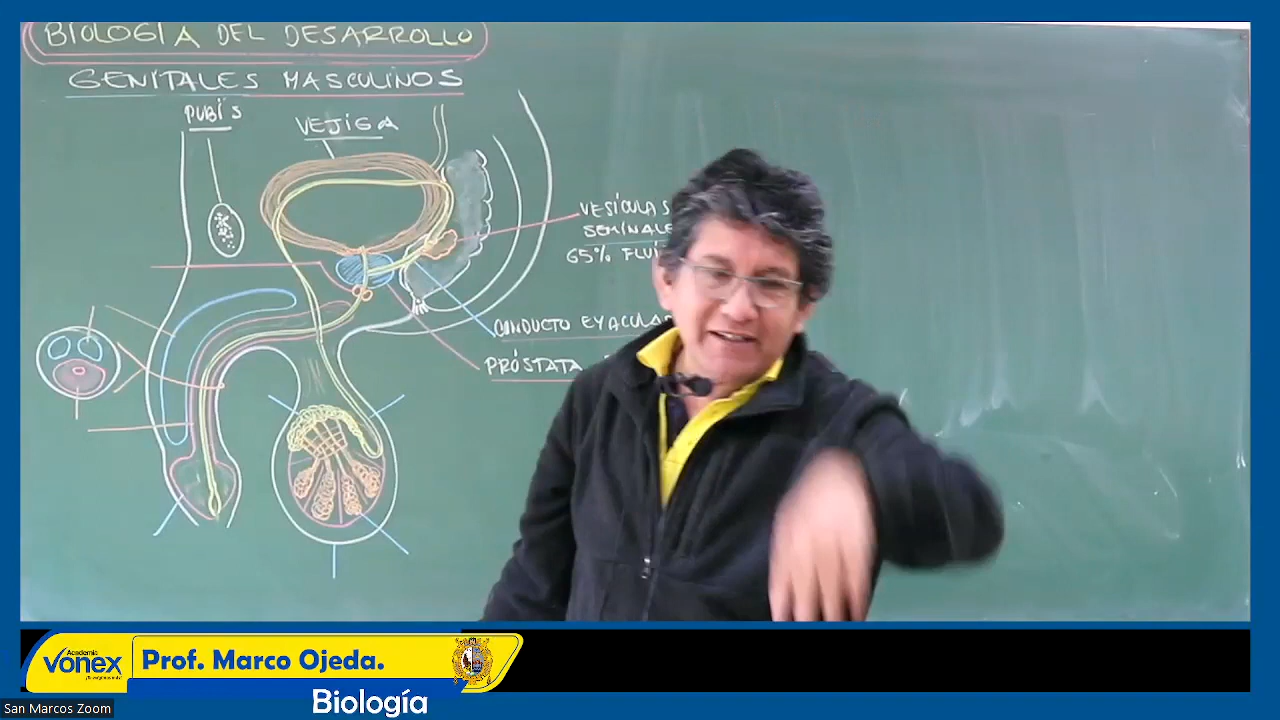 BIOLOGÍA DEL DESARROLLO
GENITALES MASCULINOS
PUBIS
VEJIGA
VESÍCULAS
SEMINALE
65% FLUI
CONDUCTO EYACULA
PRÓSTATA
Academia
vonex
Prof. Marco Ojeda.
Biología
San Marcos Zoom